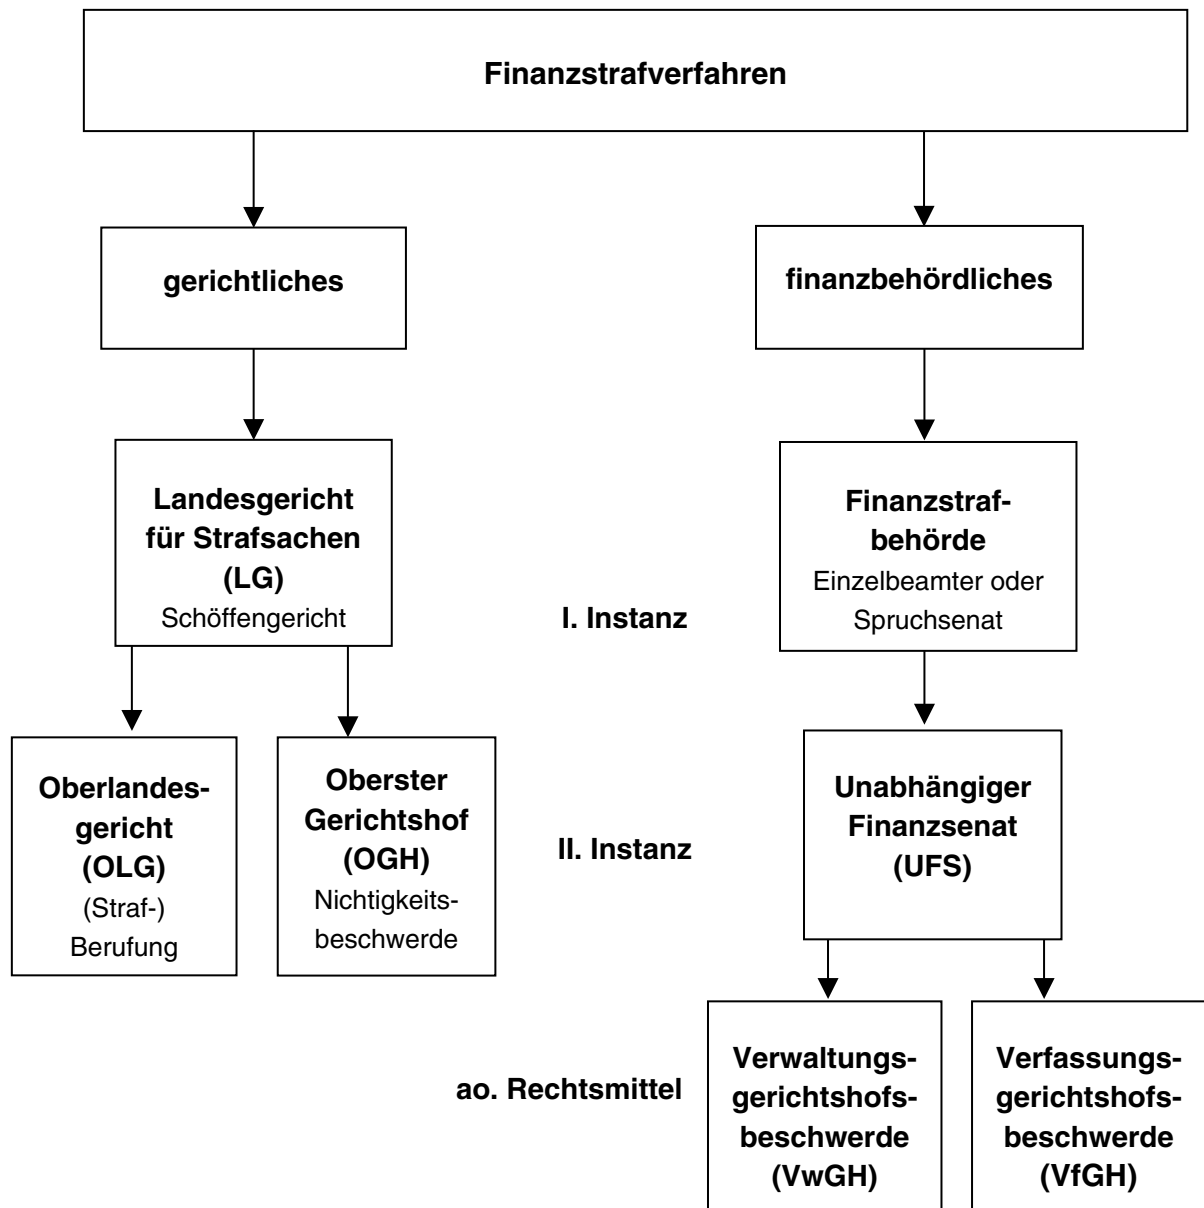 Finanzstrafverfahren
gerichtliches
finanzbehördliches
Landesgericht
für Strafsachen
(LG)
Schöffengericht
I. Instanz
Finanzstraf-
behörde
Einzelbeamter oder
Spruchsenat
Oberlandes-
gericht
(OLG)
(Straf-)
Berufung
Oberster
Gerichtshof
(OGH)
Nichtigkeits-
beschwerde
II. Instanz
Unabhängiger
Finanzsenat
(UFS)
ao. Rechtsmittel
Verwaltungs-
gerichtshofs-
beschwerde
(VwGH)
Verfassungs-
gerichtshofs-
beschwerde
(VfGH)